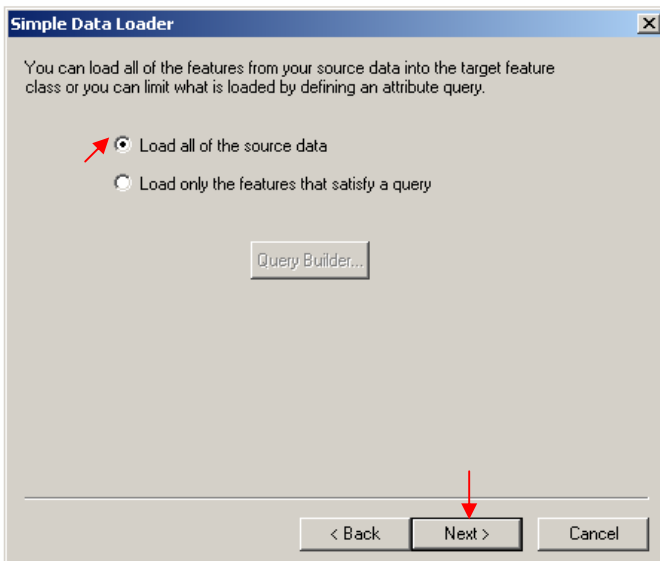 Simple Data Loader
You can load all of the features from your source data into the target feature
class or you can limit what is loaded by defining an attribute query.
Load all of the source data
Load only the features that satisfy a query
Query Builder...
< Back Next > Cancel